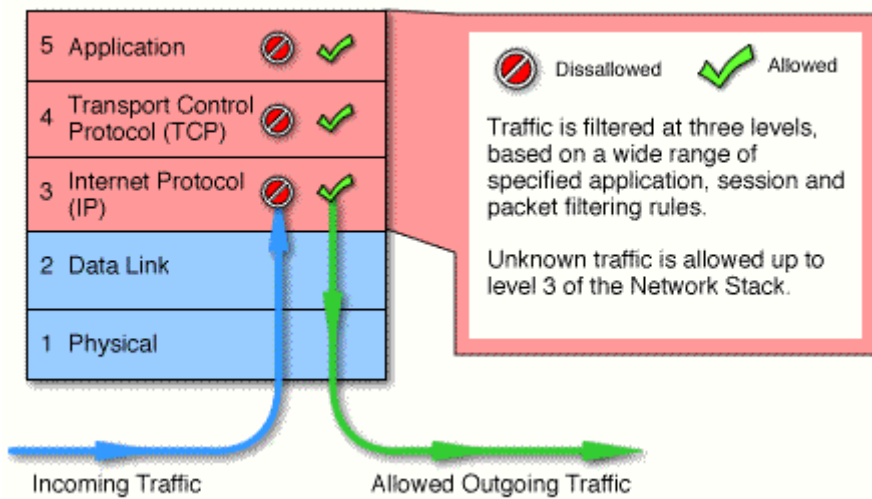 5 Application
4 Transport Control
Protocol (TCP)
3 Internet Protocol
(IP)
2 Data Link
1 Physical
Incoming Traffic
Allowed Outgoing Traffic
Dissallowed
Allowed
Traffic is filtered at three levels,
based on a wide range of
specified application, session and
packet filtering rules.
Unknown traffic is allowed up to
level 3 of the Network Stack.